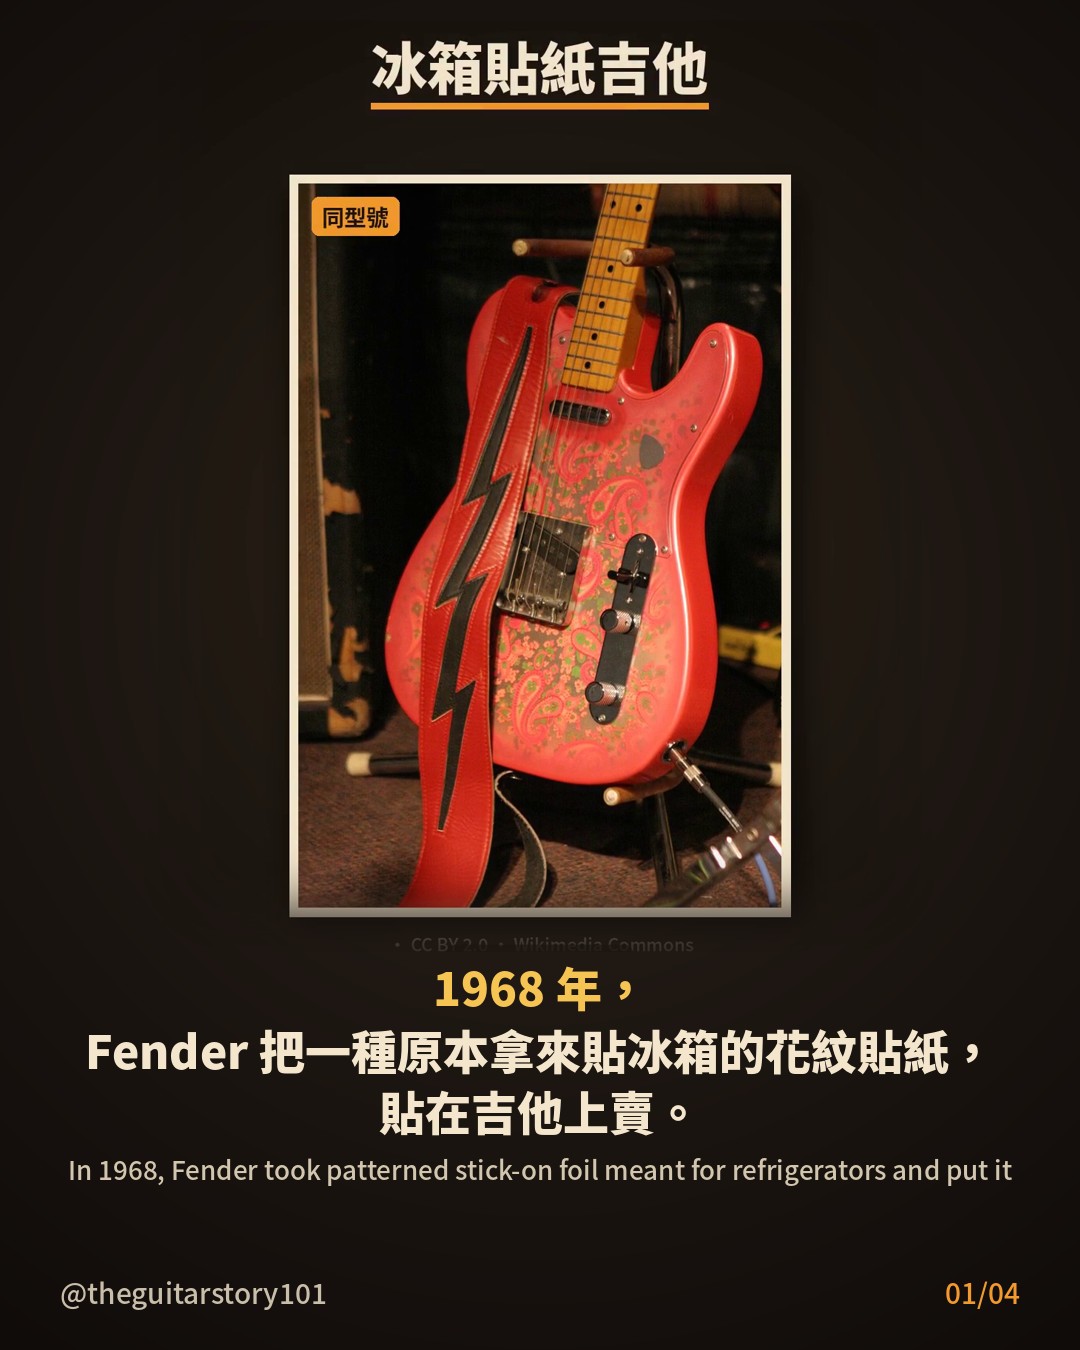 冰箱貼紙吉他
同型號
· CC BY 2.0 · Wikimedia Commons
1968 年，
Fender 把一種原本拿來貼冰箱的花紋貼紙，
貼在吉他上賣。
In 1968, Fender took patterned stick-on foil meant for refrigerators and put it
@theguitarstory101
01/04